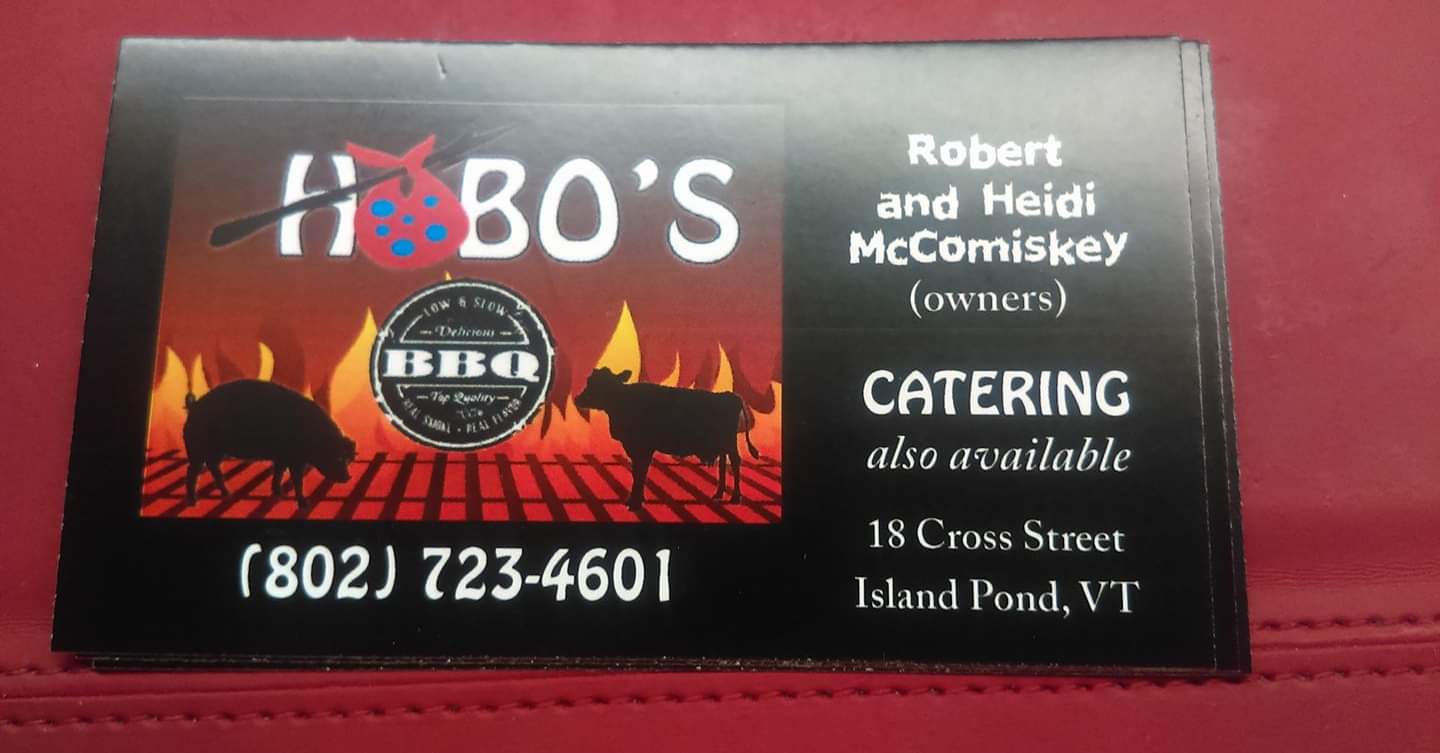 HOBO'S
LOW & SLOW
Delicious
BBQ
Top Quality
REAL SMOKE • REAL FLAVOR
(802) 723-4601
Robert
and Heidi
McComiskey
(owners)
CATERING
also available
18 Cross Street
Island Pond, VT